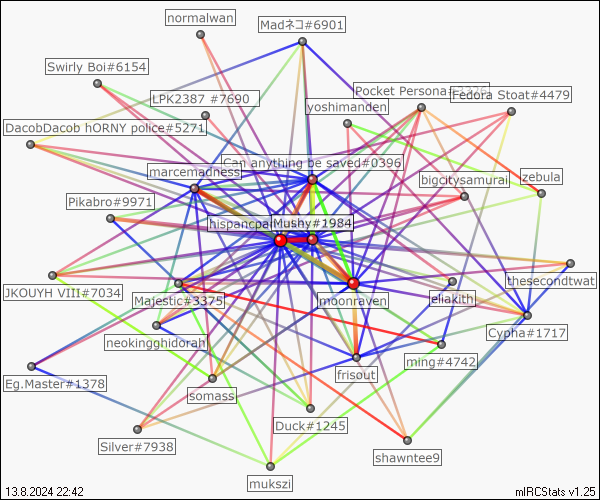 normalwan
Madネコ#6901
Swirly Boi#6154
LPK2387 #7690
Pocket Persona
Fedora Stoat#4479
yoshimanden
DacobDacob hORNY police#5271
marcemadness
Can anything be saved#0396
bigcitysamurai
zebula
Pikabro#9971
hispancpa
Mushy#1984
JKOUYH VIII#7034
Majestic#3375
moonraven
eliakith
thesecondtwat
neokingghidorah
Cypha#1717
ming#4742
frisout
Eg.Master#1378
somass
Duck#1245
Silver#7938
shawntee9
mukszi
13.8.2024 22:42
mIRCStats v1.25